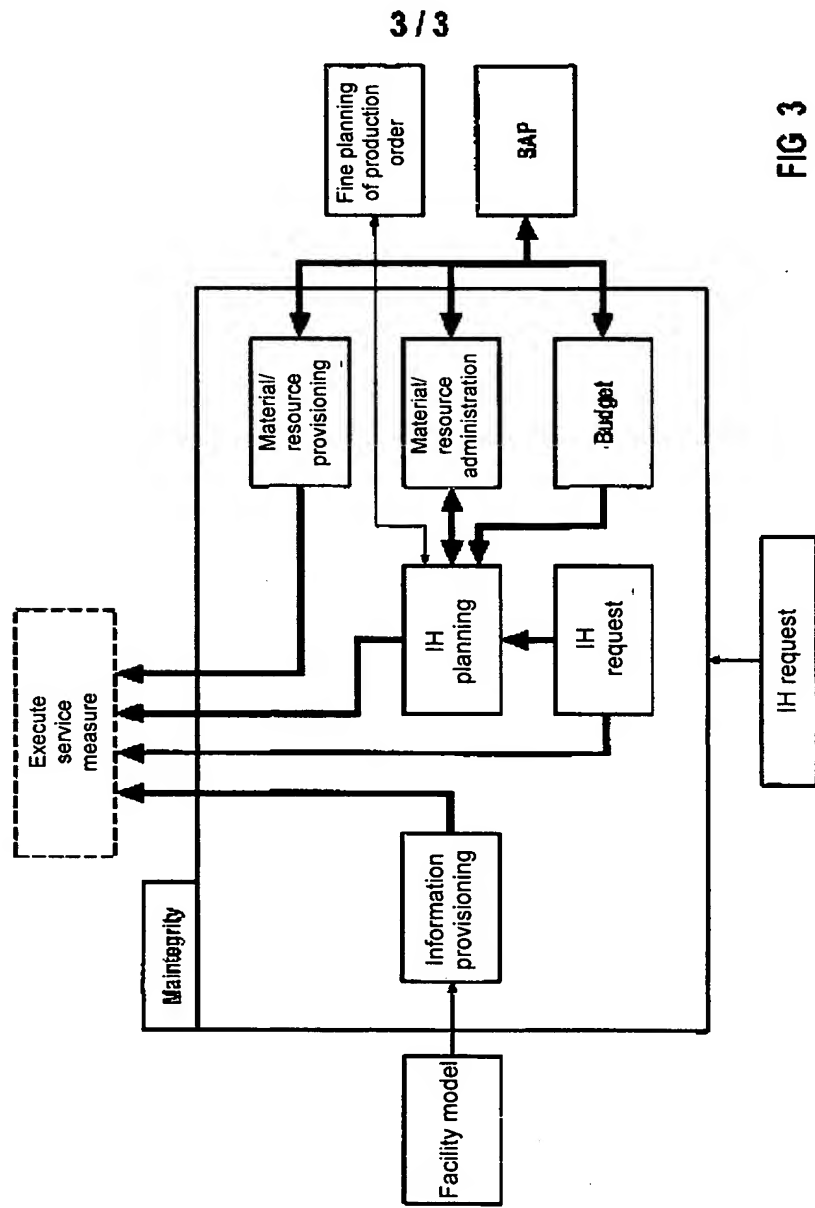 3 / 3
Execute
service
measure
Maintegrity
Material/
resource
provisioning
Fine planning
of production
order
Facility model
Information
provisioning
IH
planning
Material/
resource
administration
SAP
IH
request
Budget
IH request
FIG 3